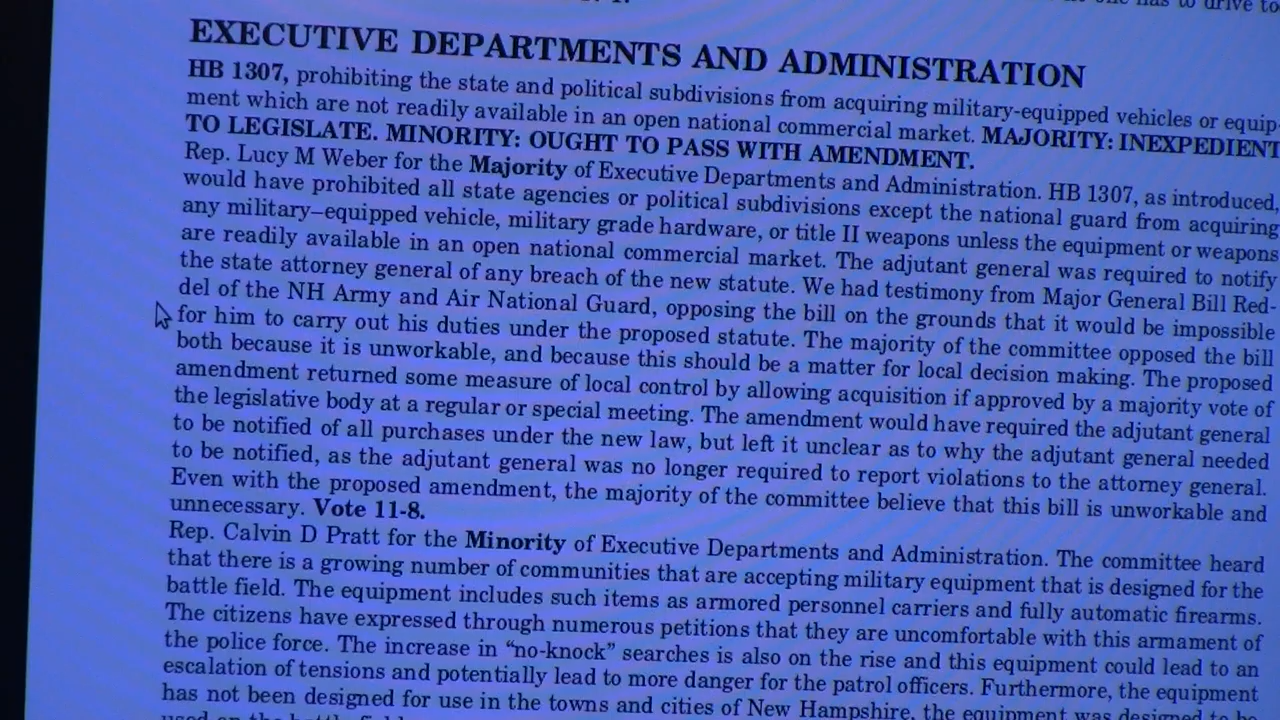 has to drive to
EXECUTIVE DEPARTMENTS AND ADMINISTRATION
HB 1307, prohibiting the state and political subdivisions from acquiring military-equipped vehicles or equip-
ment which are not readily available in an open national commercial market. MAJORITY: INEXPEDIENT
TO LEGISLATE. MINORITY: OUGHT TO PASS WITH AMENDMENT.
Rep. Lucy M Weber for the Majority of Executive Departments and Administration. HB 1307, as introduced,
would have prohibited all state agencies or political subdivisions except the national guard from acquiring
any military–equipped vehicle, military grade hardware, or title II weapons unless the equipment or weapons
are readily available in an open national commercial market. The adjutant general was required to notify
the state attorney general of any breach of the new statute. We had testimony from Major General Bill Red-
del of the NH Army and Air National Guard, opposing the bill on the grounds that it would be impossible
for him to carry out his duties under the proposed statute. The majority of the committee opposed the bill
both because it is unworkable, and because this should be a matter for local decision making. The proposed
amendment returned some measure of local control by allowing acquisition if approved by a majority vote of
the legislative body at a regular or special meeting. The amendment would have required the adjutant general
to be notified of all purchases under the new law, but left it unclear as to why the adjutant general needed
to be notified, as the adjutant general was no longer required to report violations to the attorney general.
Even with the proposed amendment, the majority of the committee believe that this bill is unworkable and
unnecessary. Vote 11-8.
Rep. Calvin D Pratt for the Minority of Executive Departments and Administration. The committee heard
that there is a growing number of communities that are accepting military equipment that is designed for the
battle field. The equipment includes such items as armored personnel carriers and fully automatic firearms.
The citizens have expressed through numerous petitions that they are uncomfortable with this armament of
the police force. The increase in “no-knock” searches is also on the rise and this equipment could lead to an
escalation of tensions and potentially lead to more danger for the patrol officers. Furthermore, the equipment
has not been designed for use in the towns and cities of New Hampshire, the equipment was designed to be